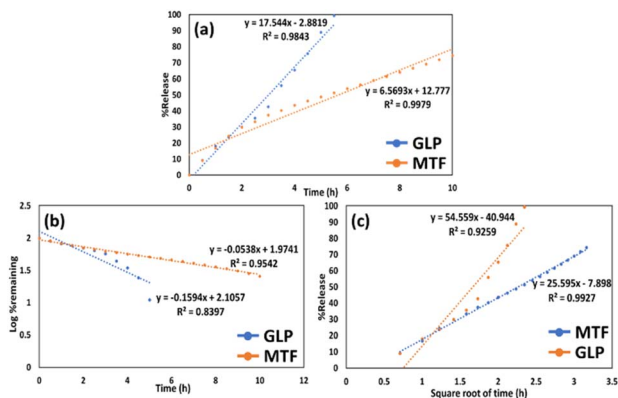 (a)
%Release
100
90
80
70
60
50
40
30
20
10
0
y = 17.544x - 2.8819
R² = 0.9843
y = 6.5693x + 12.777
R² = 0.9979
GLP
MTF
0 2 4 6 8 10
Time (h)
(b)
Log %remaining
2.5
2
1.5
1
0.5
0
y = -0.0538x + 1.9741
R² = 0.9542
y = -0.1594x + 2.1057
R² = 0.8397
GLP
MTF
0 2 4 6 8 10 12
Time (h)
(c)
%Release
100
90
80
70
60
50
40
30
20
10
0
y = 54.559x - 40.944
R² = 0.9259
y = 25.595x - 7.898
R² = 0.9927
MTF
GLP
0 0.5 1 1.5 2 2.5 3 3.5
Square root of time (h)